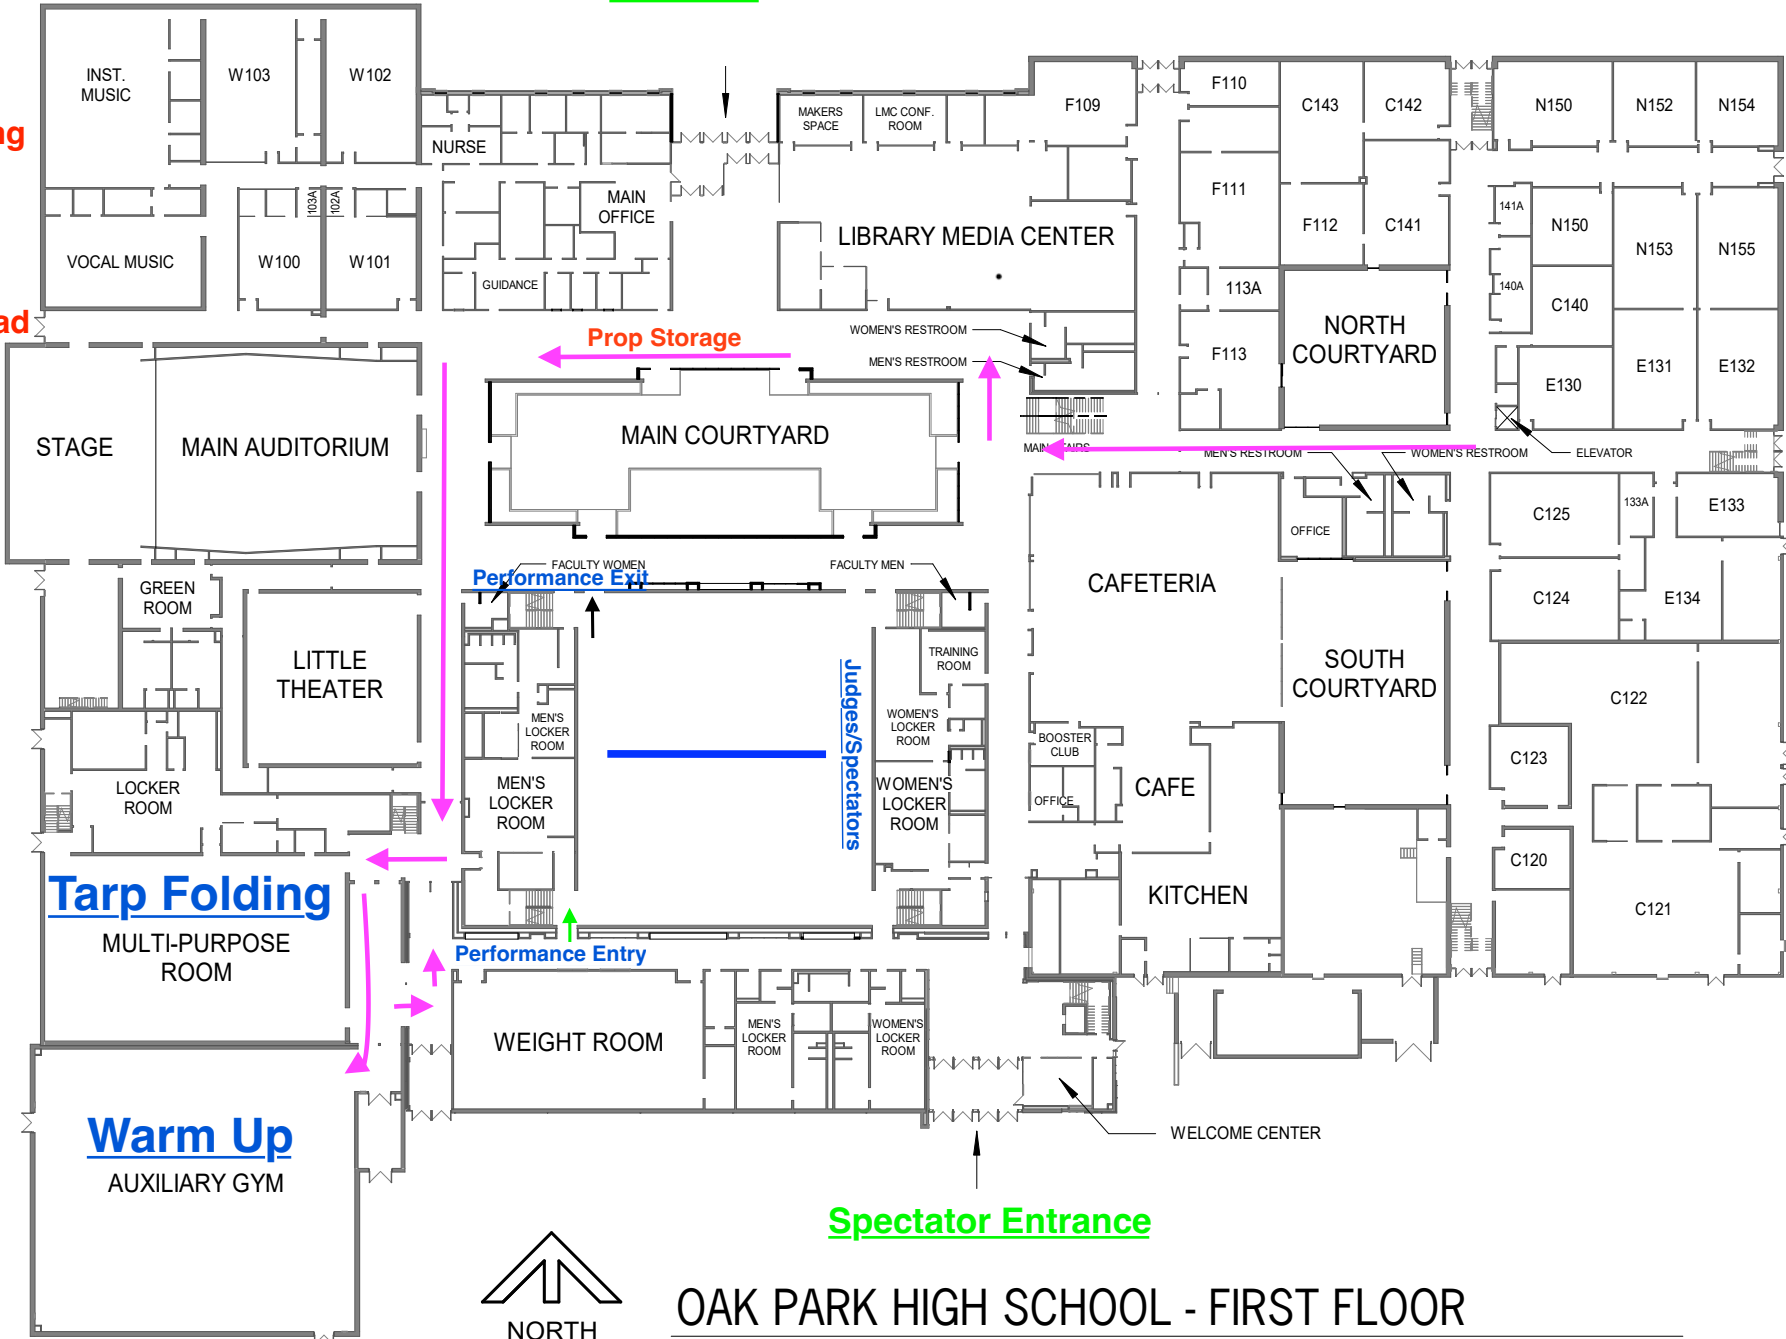 INST.
MUSIC
W103
W102
NURSE
MAIN
OFFICE
103A
102A
VOCAL MUSIC
W100
W101
GUIDANCE
MAKERS
SPACE
LMC CONF.
ROOM
F109
F110
C143
C142
N150
N152
N154
LIBRARY MEDIA CENTER
F111
F112
C141
141A
N150
N153
N155
113A
140A
C140
ng
ad
Prop Storage
WOMEN'S RESTROOM
MEN'S RESTROOM
F113
NORTH
COURTYARD
E130
E131
E132
STAGE
MAIN AUDITORIUM
MAIN COURTYARD
MAIN STAIRS
MEN'S RESTROOM
WOMEN'S RESTROOM
ELEVATOR
OFFICE
C125
133A
E133
GREEN
ROOM
FACULTY WOMEN
Performance Exit
FACULTY MEN
CAFETERIA
C124
E134
LITTLE
THEATER
TRAINING
ROOM
Judges/Spectators
SOUTH
COURTYARD
MEN'S
LOCKER
ROOM
WOMEN'S
LOCKER
ROOM
C122
BOOSTER
CLUB
C123
LOCKER
ROOM
MEN'S
LOCKER
ROOM
WOMEN'S
LOCKER
ROOM
OFFICE
CAFE
C120
Tarp Folding
MULTI-PURPOSE
ROOM
KITCHEN
C121
Performance Entry
WEIGHT ROOM
MEN'S
LOCKER
ROOM
WOMEN'S
LOCKER
ROOM
Warm Up
AUXILIARY GYM
WELCOME CENTER
Spectator Entrance
NORTH
OAK PARK HIGH SCHOOL - FIRST FLOOR